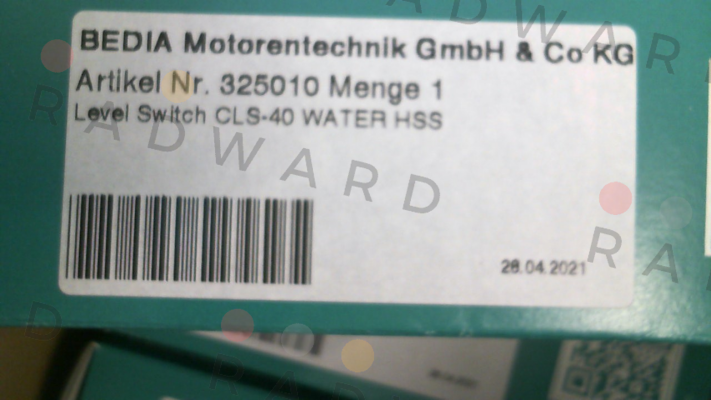 BEDIA Motorentechnik GmbH & Co KG
Artikel Nr. 325010 Menge 1
Level Switch CLS-40 WATER HSS
28.04.2021
RADWARD